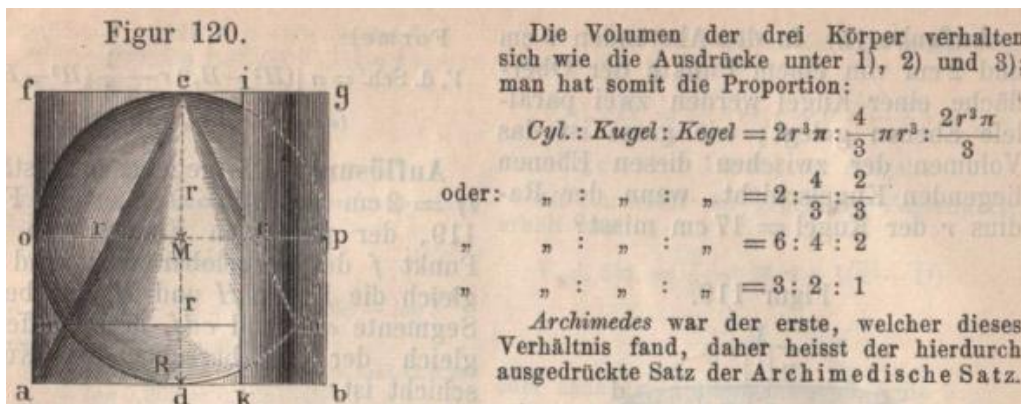 Figur 120.
f e i g
r
o r M r p
r
R
a d k b
Die Volumen der drei Körper verhalten
sich wie die Ausdrücke unter 1), 2) und 3);
man hat somit die Proportion:
Cyl. : Kugel : Kegel = 2r³π : 4/3 πr³ : 2r³π/3
oder: „ : „ : „ = 2 : 4/3 : 2/3
„ „ : „ : „ = 6 : 4 : 2
„ „ : „ : „ = 3 : 2 : 1
Archimedes war der erste, welcher dieses
Verhältnis fand, daher heisst der hierdurch
ausgedrückte Satz der Archimedische Satz.